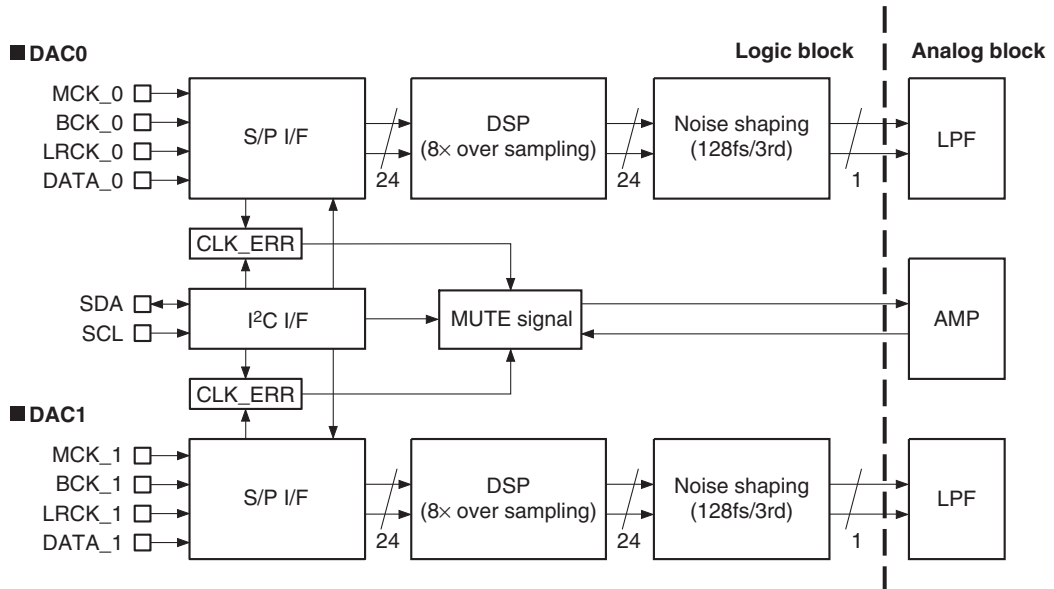 ■ DAC0
Logic block
Analog block
MCK_0
BCK_0
LRCK_0
DATA_0
S/P I/F
24
DSP
(8× over sampling)
24
Noise shaping
(128fs/3rd)
1
LPF
CLK_ERR
SDA
SCL
I²C I/F
MUTE signal
AMP
CLK_ERR
■ DAC1
MCK_1
BCK_1
LRCK_1
DATA_1
S/P I/F
24
DSP
(8× over sampling)
24
Noise shaping
(128fs/3rd)
1
LPF